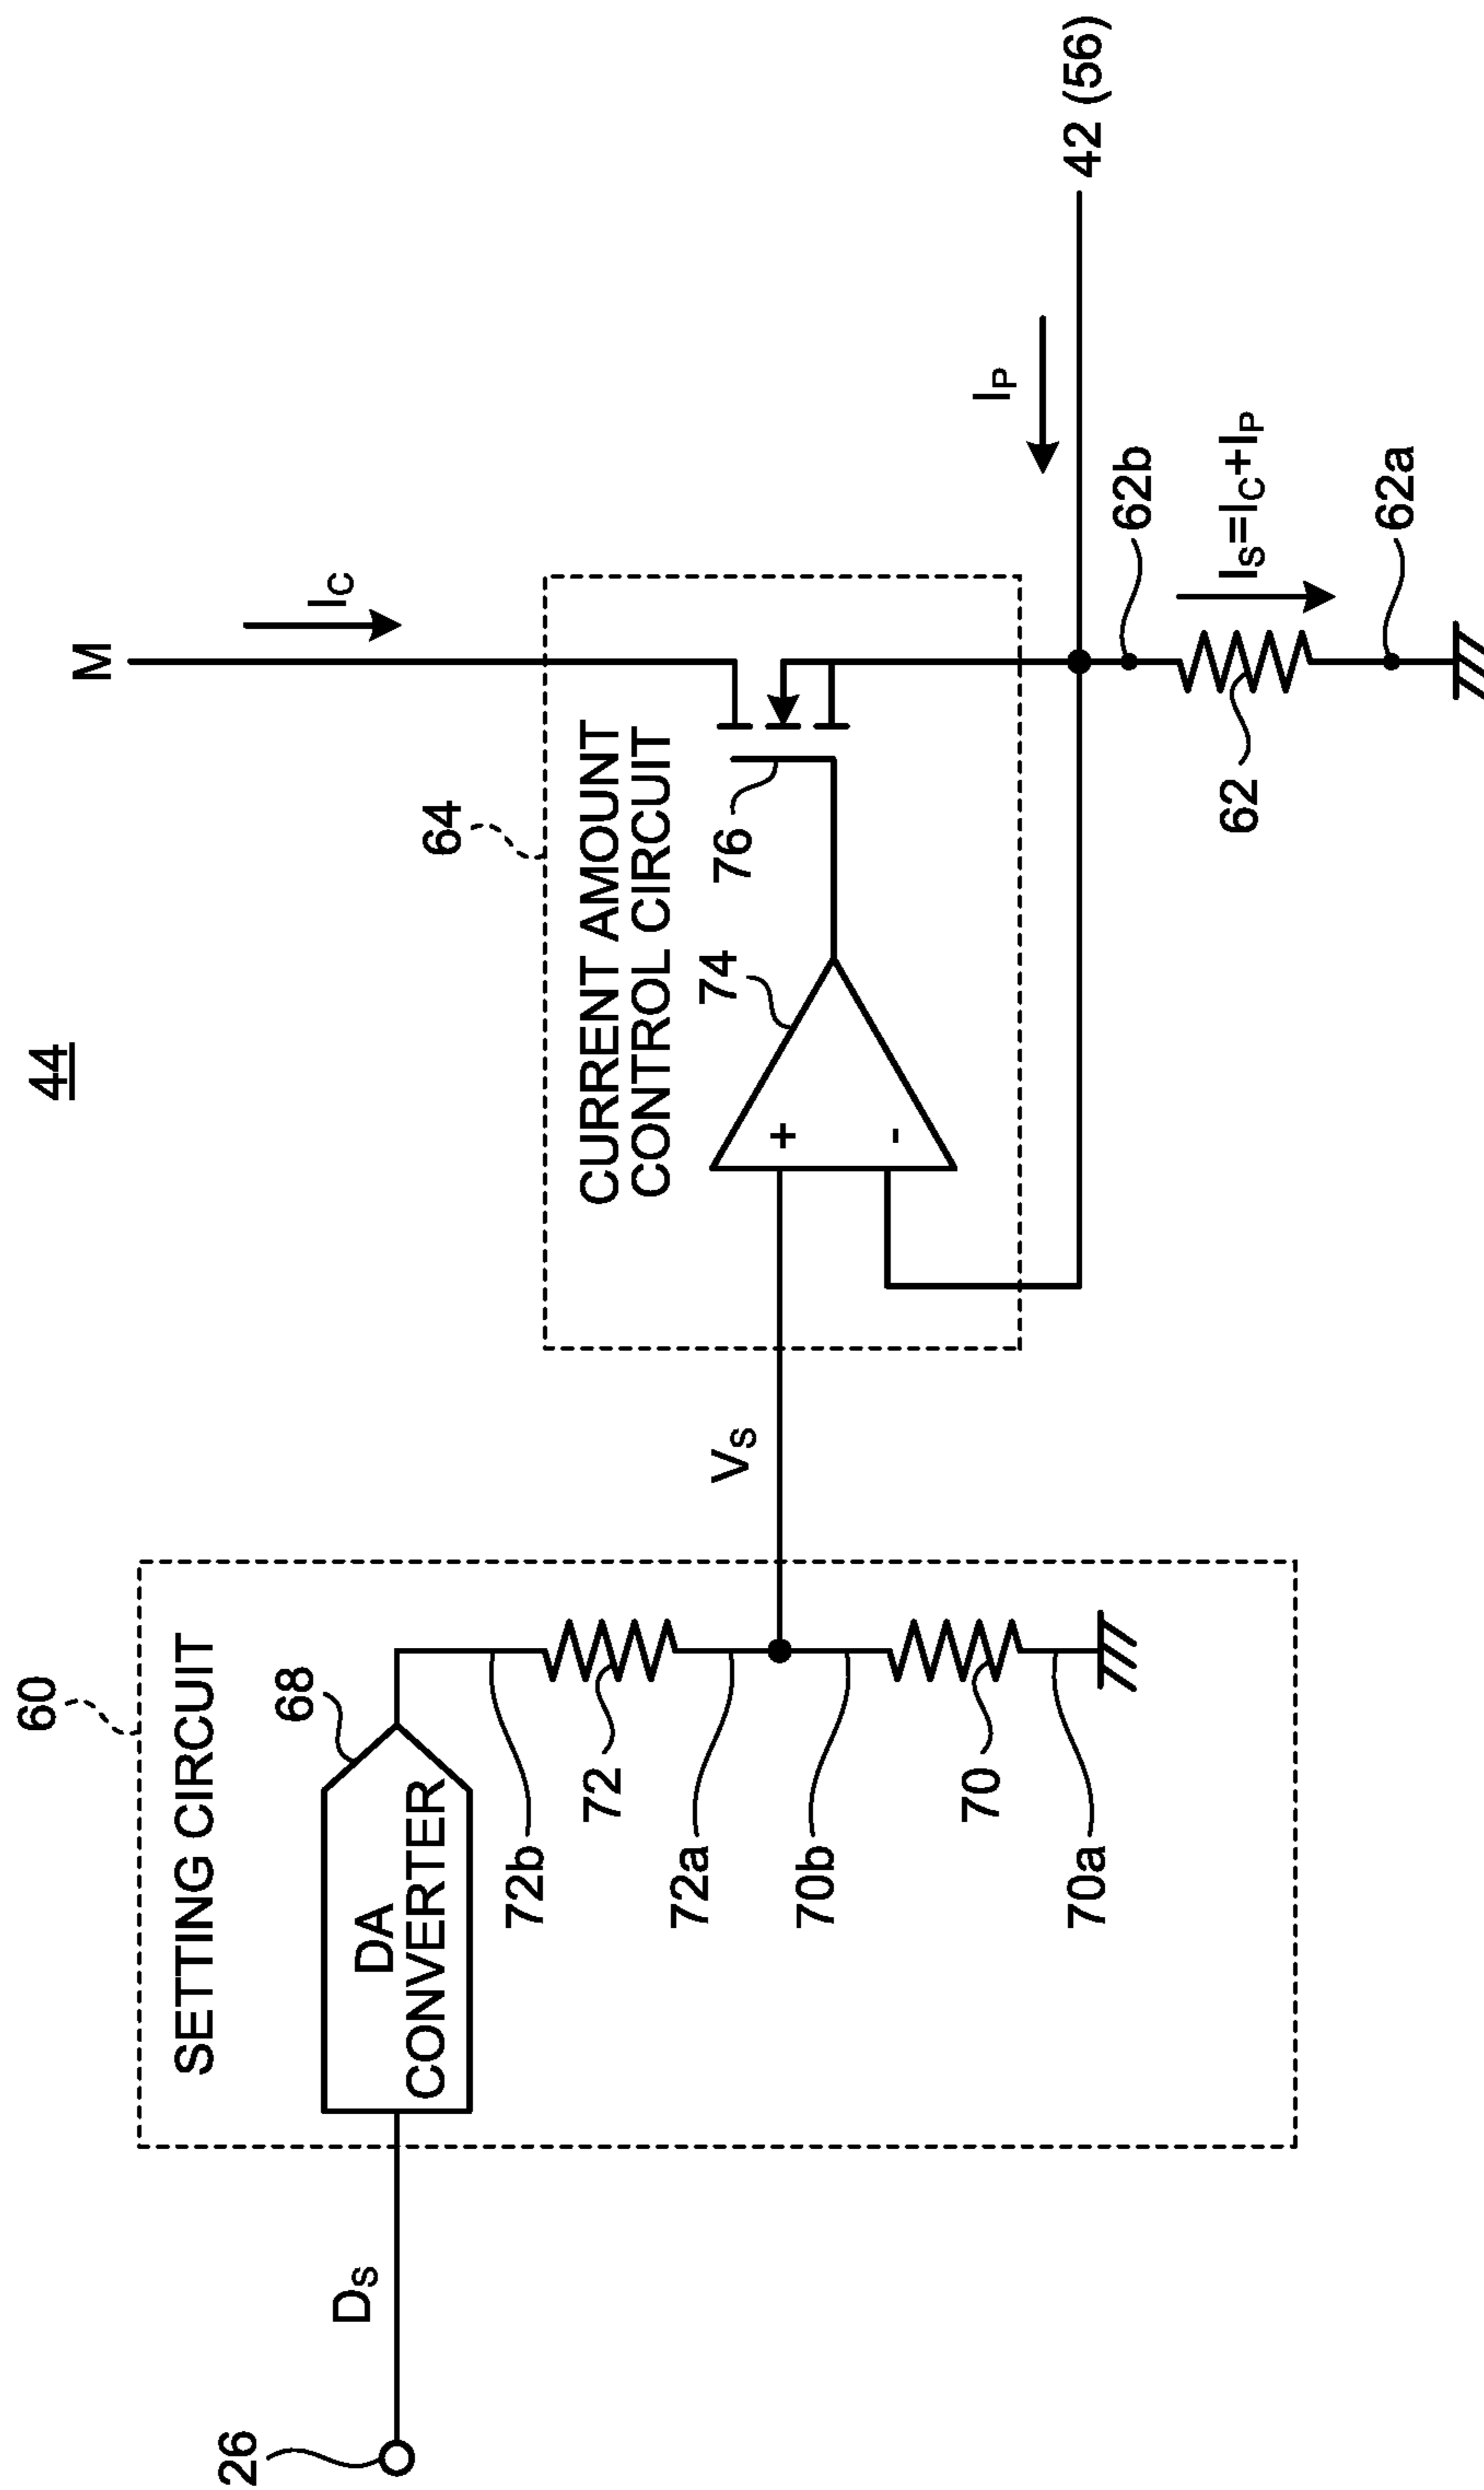 44
60
SETTING CIRCUIT
68
DA
CONVERTER
72b
72
72a
70b
70
70a
26
Ds
Vs
64
CURRENT AMOUNT
CONTROL CIRCUIT
74
+
-
76
M
Ic
IP
42 (56)
62b
Is=Ic+IP
62
62a